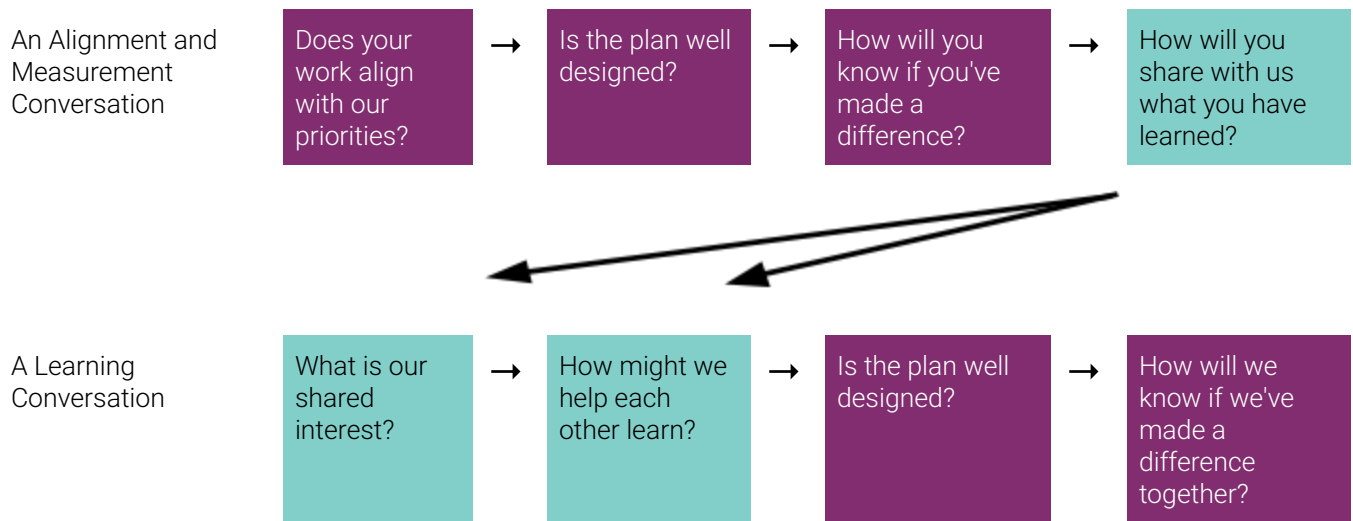 An Alignment and
Measurement
Conversation
Does your
work align
with our
priorities?
→
Is the plan well
designed?
→
How will you
know if you've
made a
difference?
→
How will you
share with us
what you have
learned?
A Learning
Conversation
What is our
shared
interest?
→
How might we
help each
other learn?
→
Is the plan well
designed?
→
How will we
know if we've
made a
difference
together?